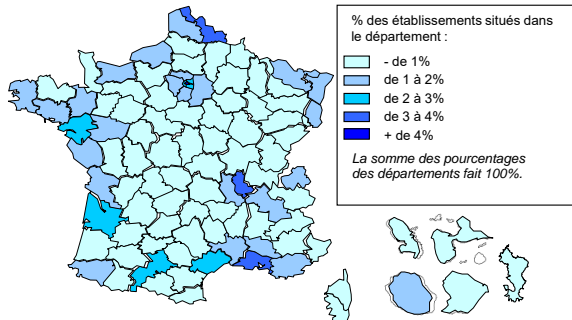 % des établissements situés dans
le département :
- de 1%
de 1 à 2%
de 2 à 3%
de 3 à 4%
+ de 4%
La somme des pourcentages
des départements fait 100%.